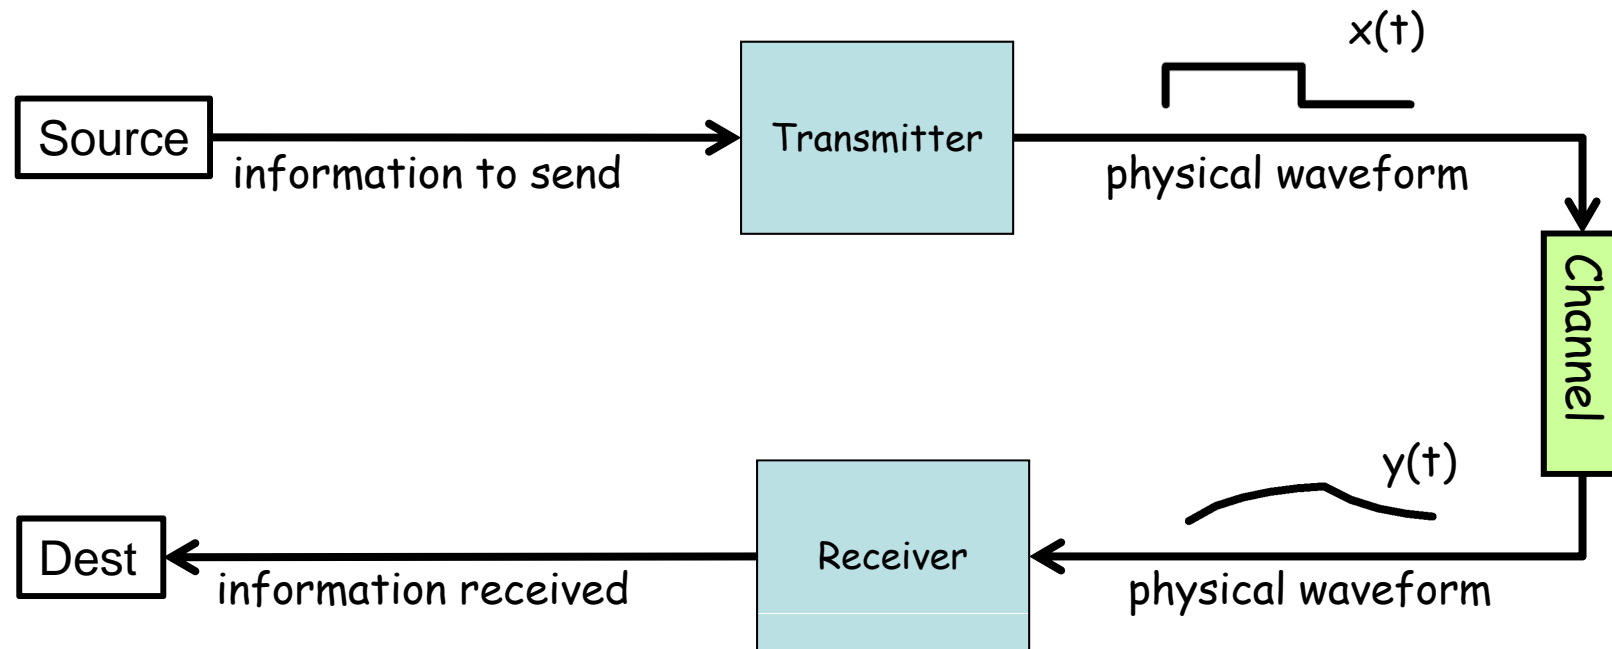 x(t)
Source
Transmitter
information to send
physical waveform
Channel
y(t)
Dest
Receiver
information received
physical waveform